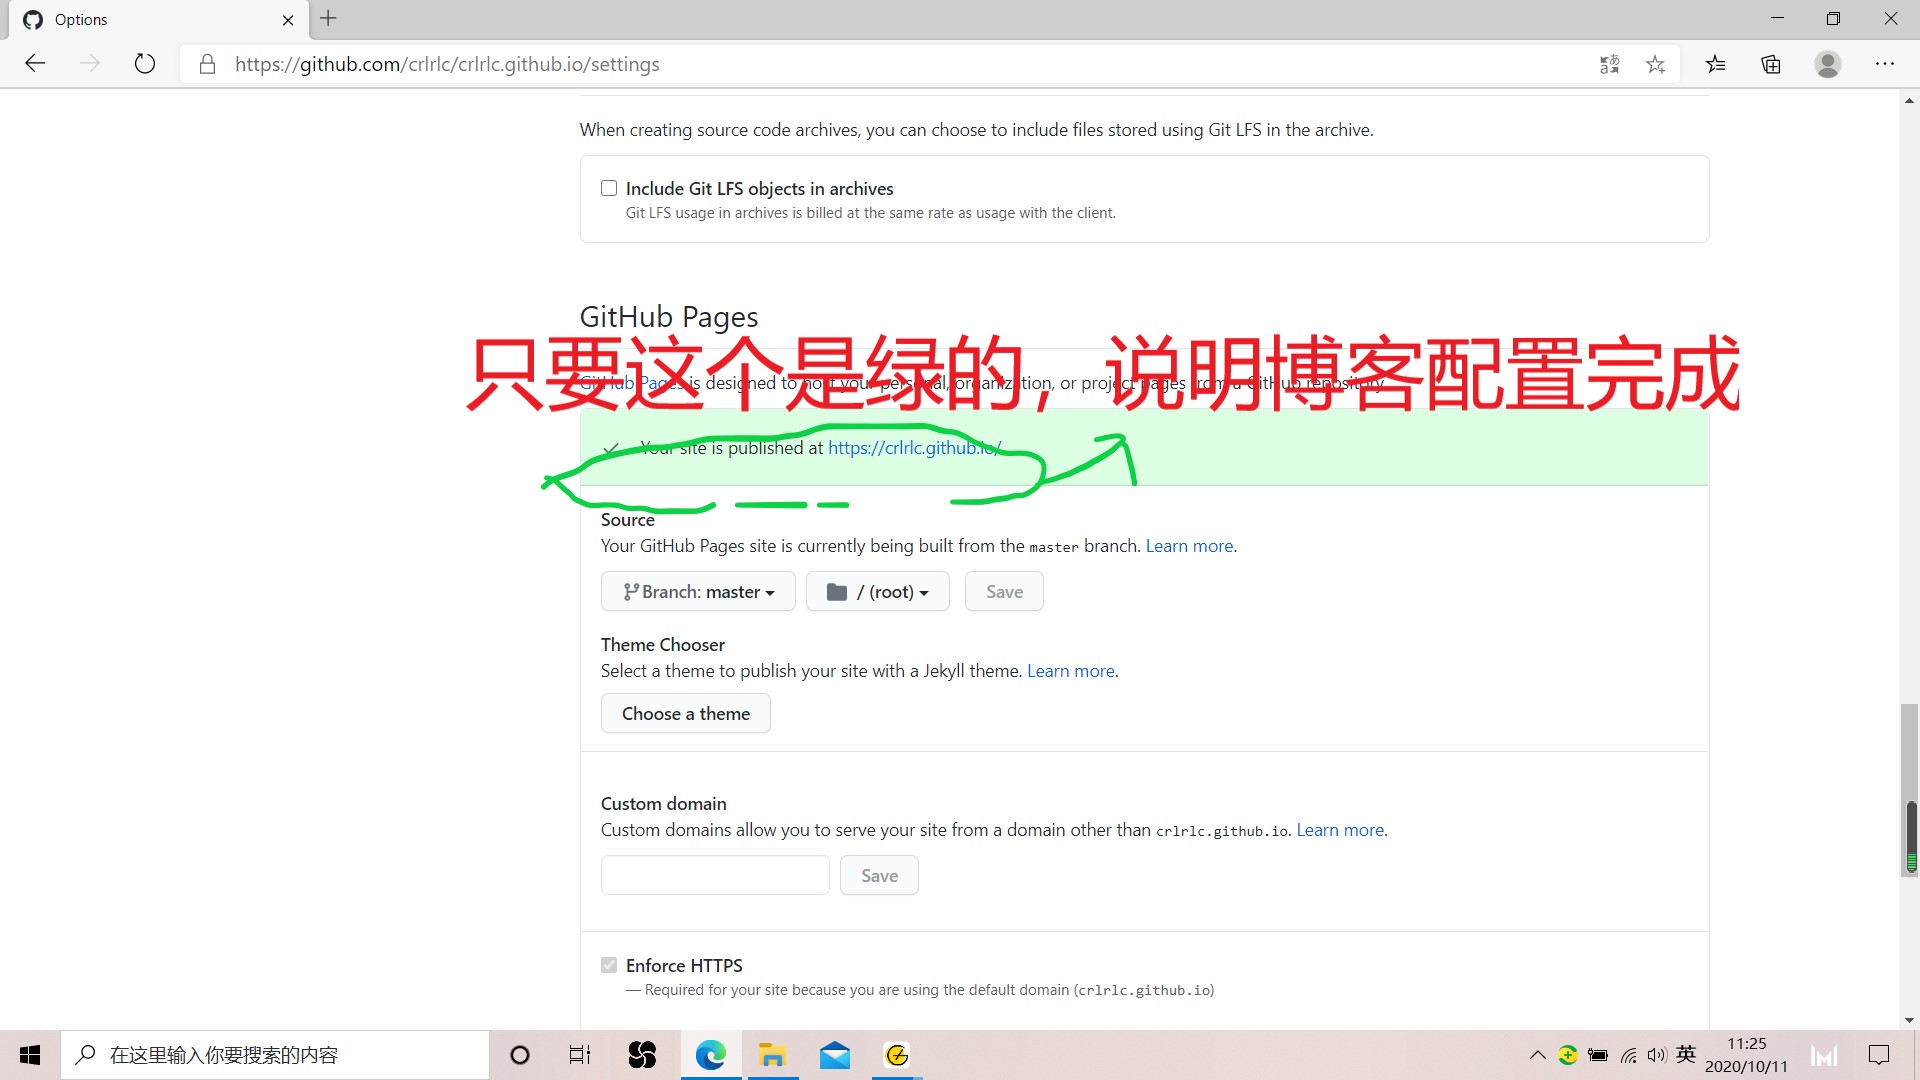 Options
https://github.com/crlrlc/crlrlc.github.io/settings
When creating source code archives, you can choose to include files stored using Git LFS in the archive.
Include Git LFS objects in archives
Git LFS usage in archives is billed at the same rate as usage with the client.
GitHub Pages
只要这个是绿的，说明博客配置完成
GitHub Pages is designed to host your personal, organization, or project pages from a GitHub repository.
Your site is published at https://crlrlc.github.io/
Source
Your GitHub Pages site is currently being built from the master branch. Learn more.
Branch: master
/ (root)
Save
Theme Chooser
Select a theme to publish your site with a Jekyll theme. Learn more.
Choose a theme
Custom domain
Custom domains allow you to serve your site from a domain other than crlrlc.github.io. Learn more.
Save
Enforce HTTPS
— Required for your site because you are using the default domain (crlrlc.github.io)
在这里输入你要搜索的内容
英
11:25
2020/10/11